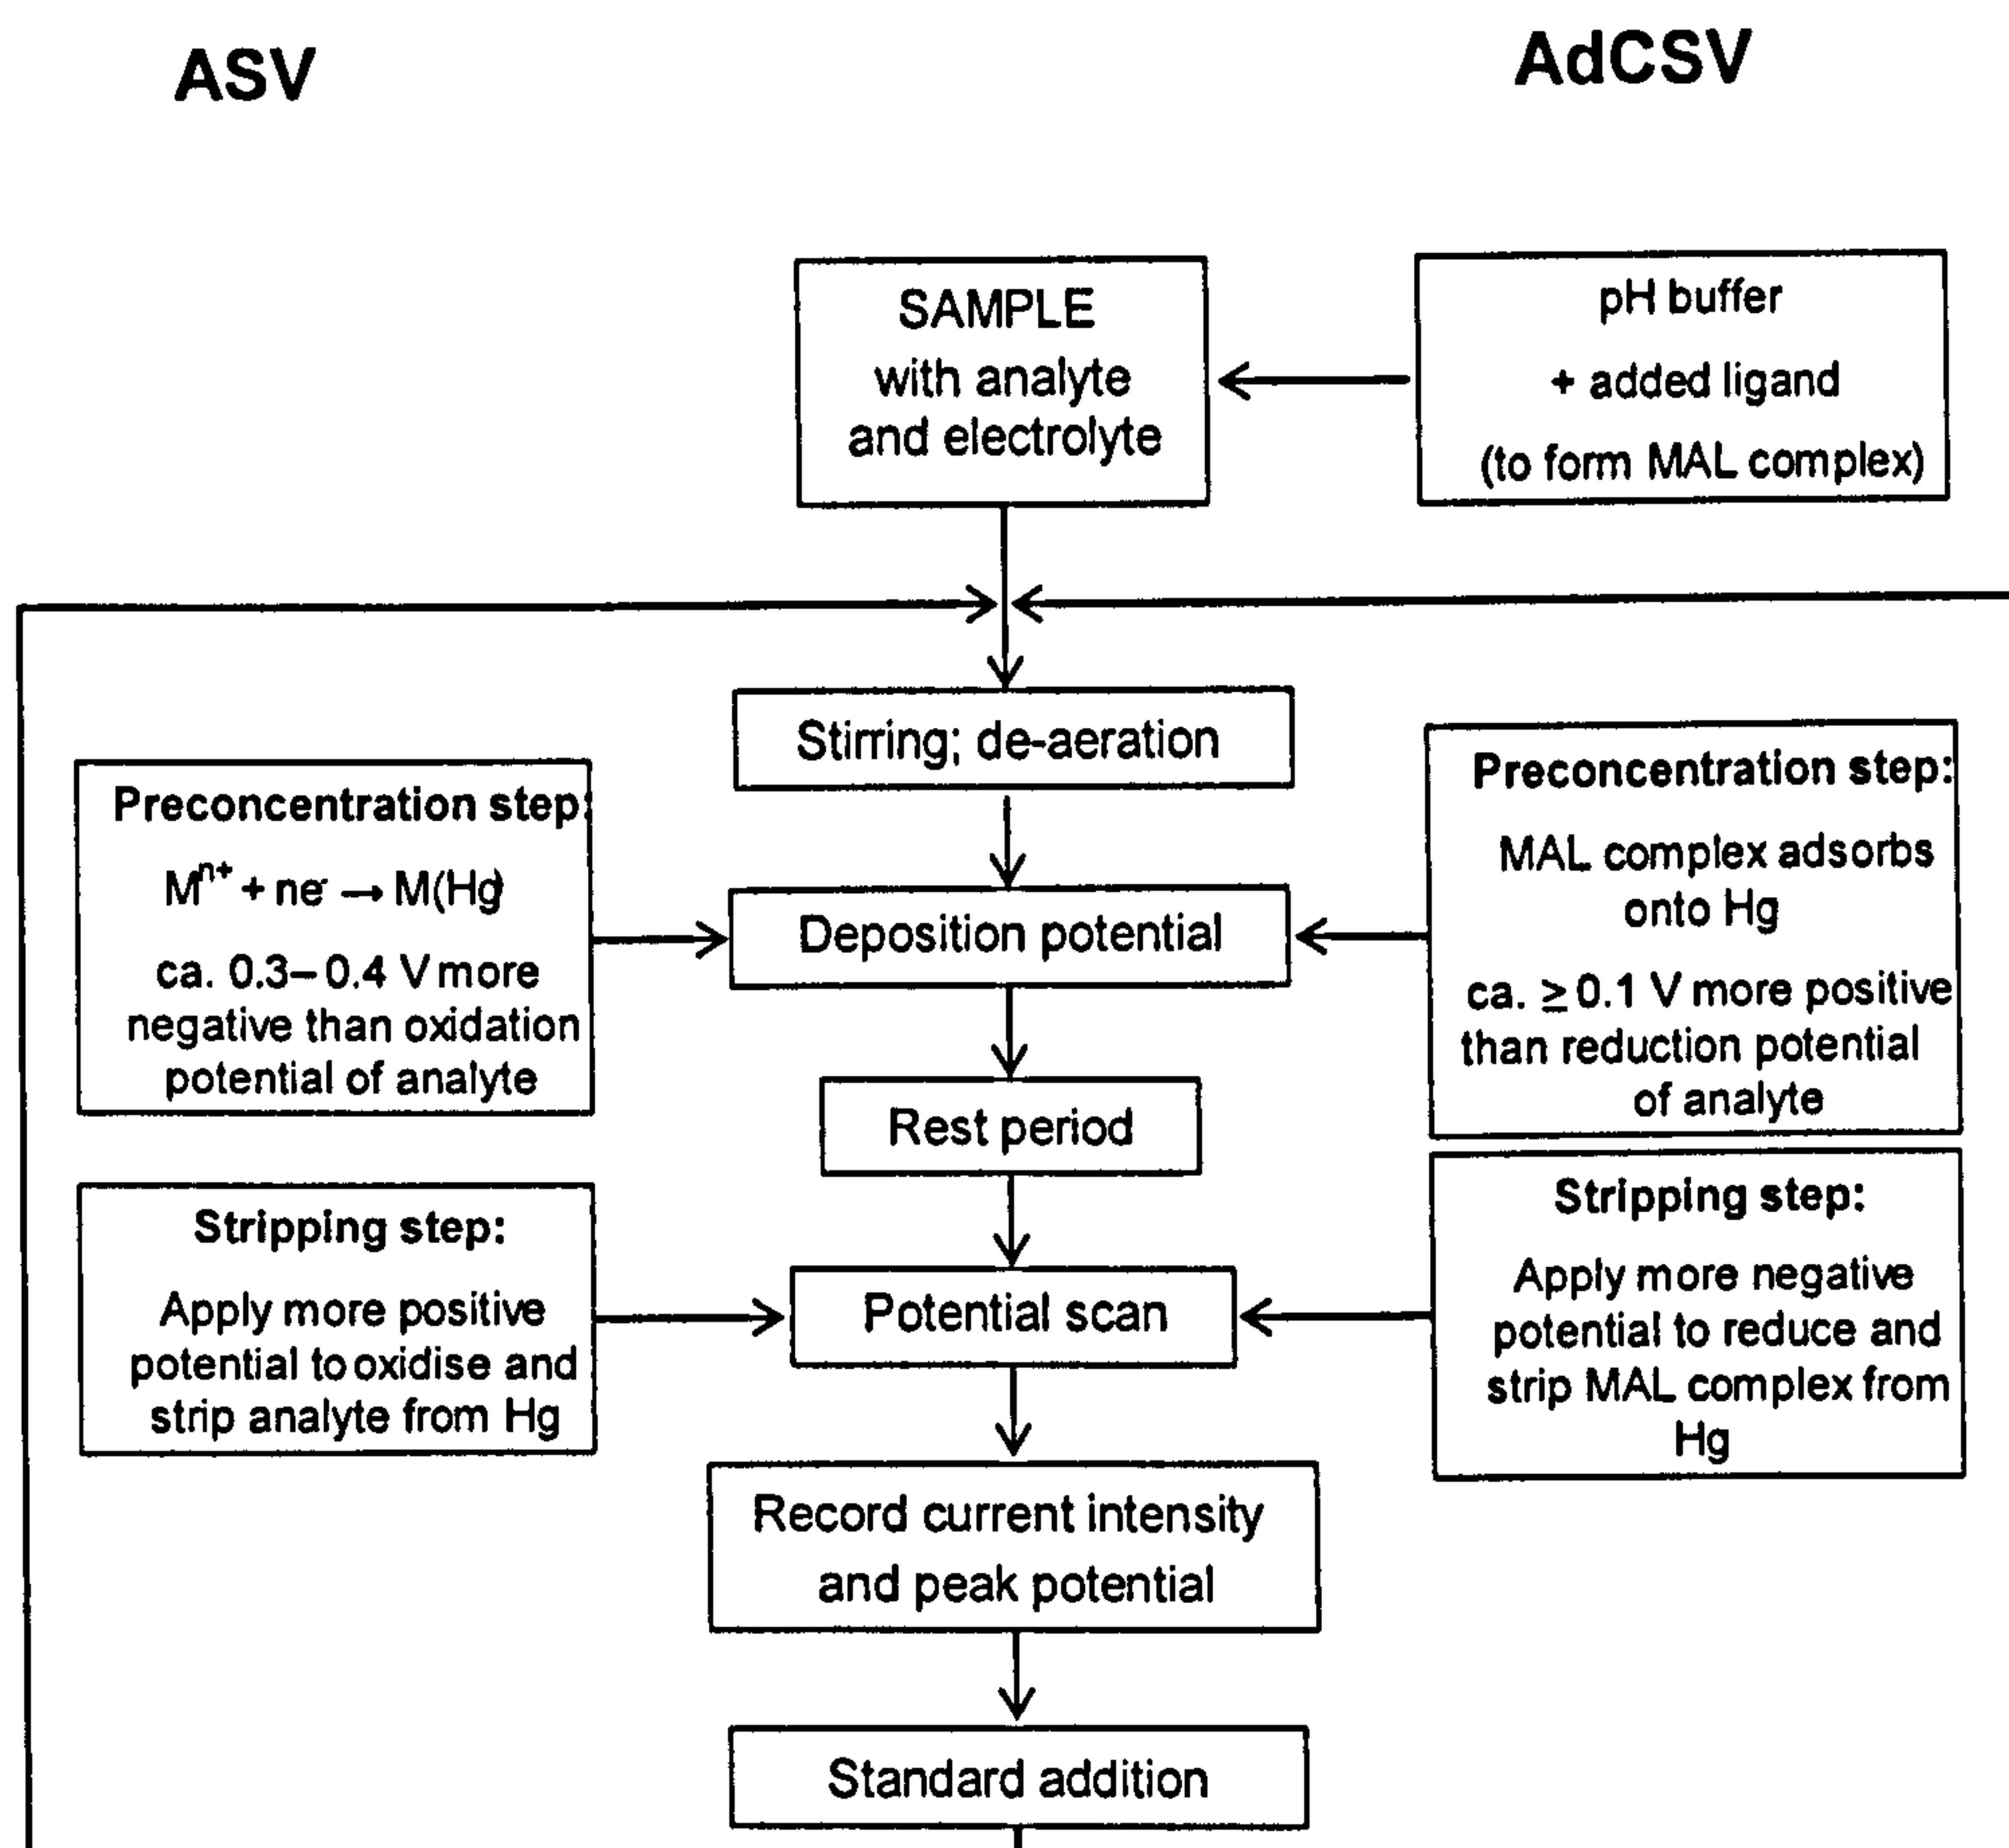 ASV
AdCSV
SAMPLE
with analyte
and electrolyte
pH buffer
+ added ligand
(to form MAL complex)
Stirring; de-aeration
Preconcentration step:
Mⁿ⁺ + ne⁻ → M(Hg)
ca. 0.3– 0.4 V more
negative than oxidation
potential of analyte
Deposition potential
Preconcentration step:
MAL complex adsorbs
onto Hg
ca. ≥ 0.1 V more positive
than reduction potential
of analyte
Rest period
Stripping step:
Apply more positive
potential to oxidise and
strip analyte from Hg
Potential scan
Stripping step:
Apply more negative
potential to reduce and
strip MAL complex from
Hg
Record current intensity
and peak potential
Standard addition